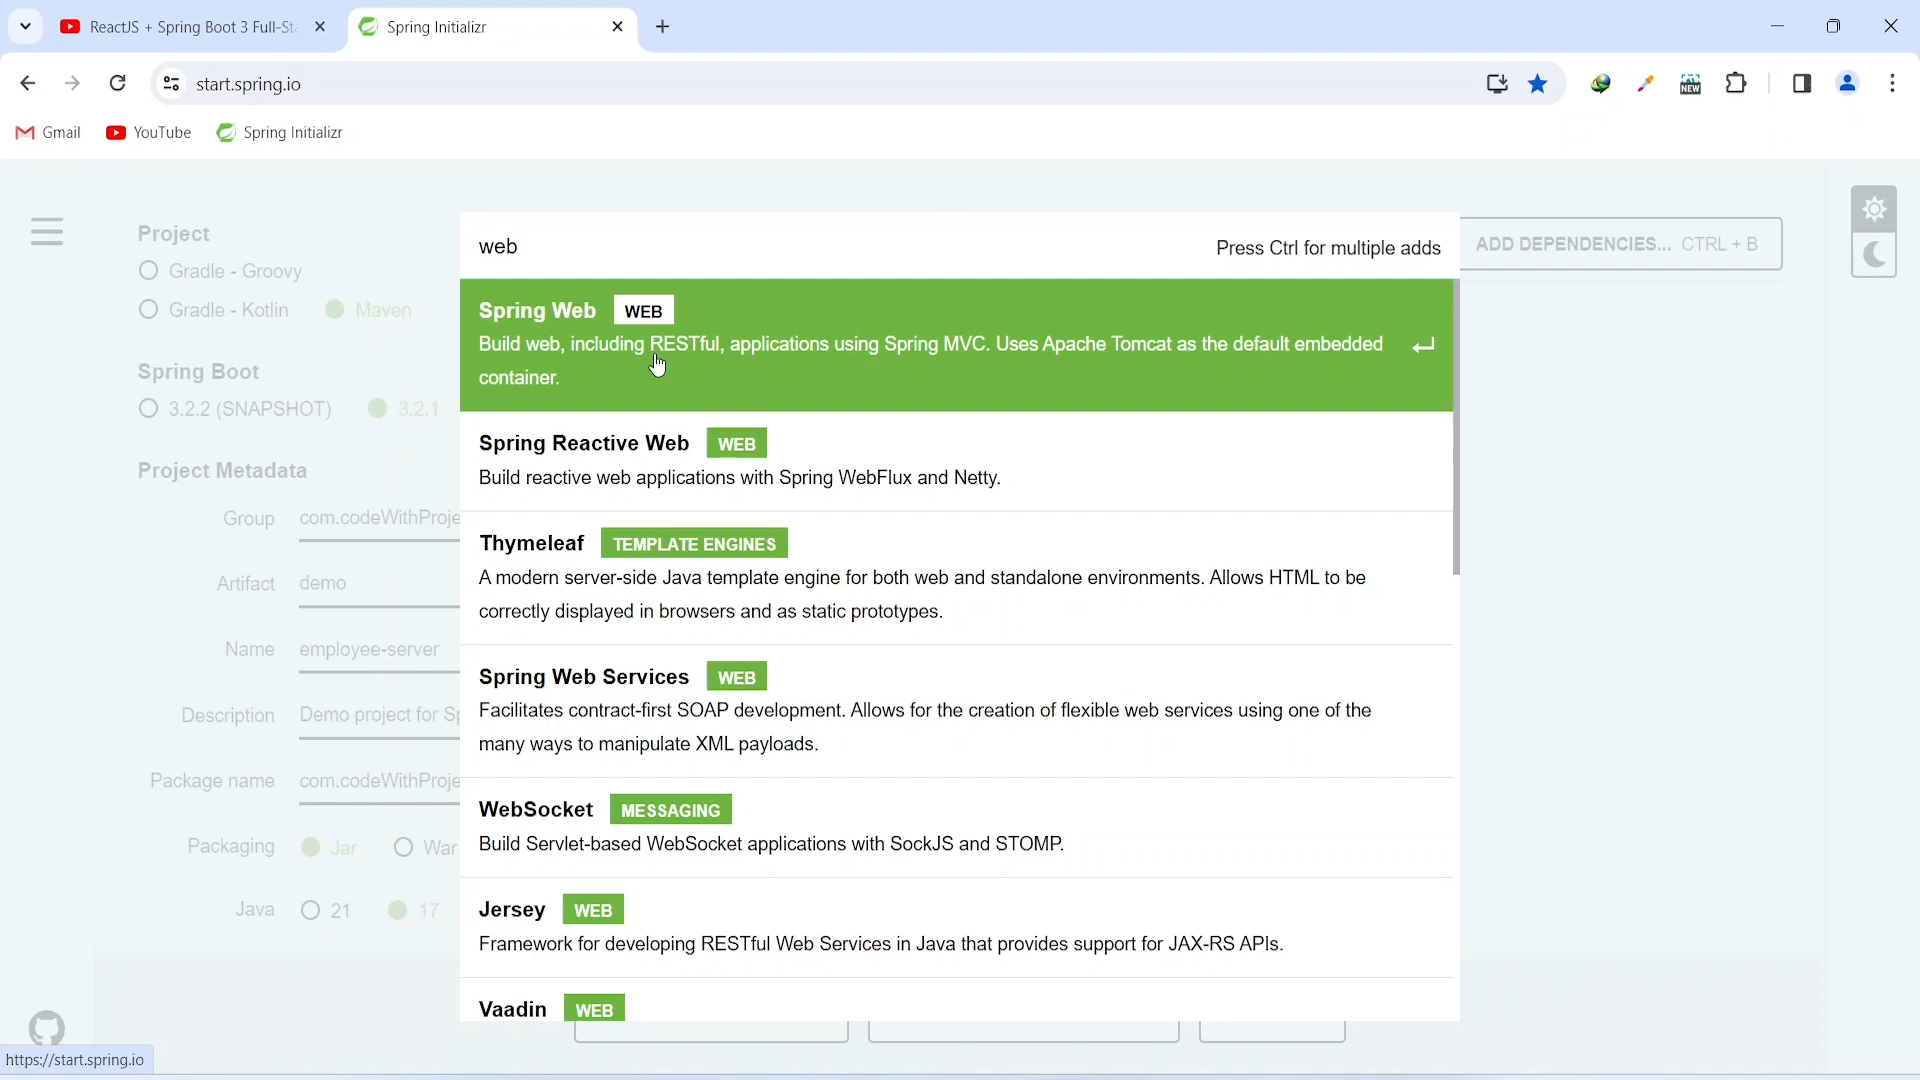 ReactJS + Spring Boot 3 Full-Sta
Spring Initializr
start.spring.io
NEW
Gmail
YouTube
Spring Initializr
Project
Gradle - Groovy
Gradle - Kotlin
Maven
Spring Boot
3.2.2 (SNAPSHOT)
3.2.1
Project Metadata
Group com.codeWithProje
Artifact demo
Name employee-server
Description Demo project for Sp
Package name com.codeWithProje
Packaging Jar War
Java 21 17
web
Press Ctrl for multiple adds
ADD DEPENDENCIES... CTRL + B
Spring Web WEB
Build web, including RESTful, applications using Spring MVC. Uses Apache Tomcat as the default embedded
container.
Spring Reactive Web WEB
Build reactive web applications with Spring WebFlux and Netty.
Thymeleaf TEMPLATE ENGINES
A modern server-side Java template engine for both web and standalone environments. Allows HTML to be
correctly displayed in browsers and as static prototypes.
Spring Web Services WEB
Facilitates contract-first SOAP development. Allows for the creation of flexible web services using one of the
many ways to manipulate XML payloads.
WebSocket MESSAGING
Build Servlet-based WebSocket applications with SockJS and STOMP.
Jersey WEB
Framework for developing RESTful Web Services in Java that provides support for JAX-RS APIs.
Vaadin WEB
https://start.spring.io